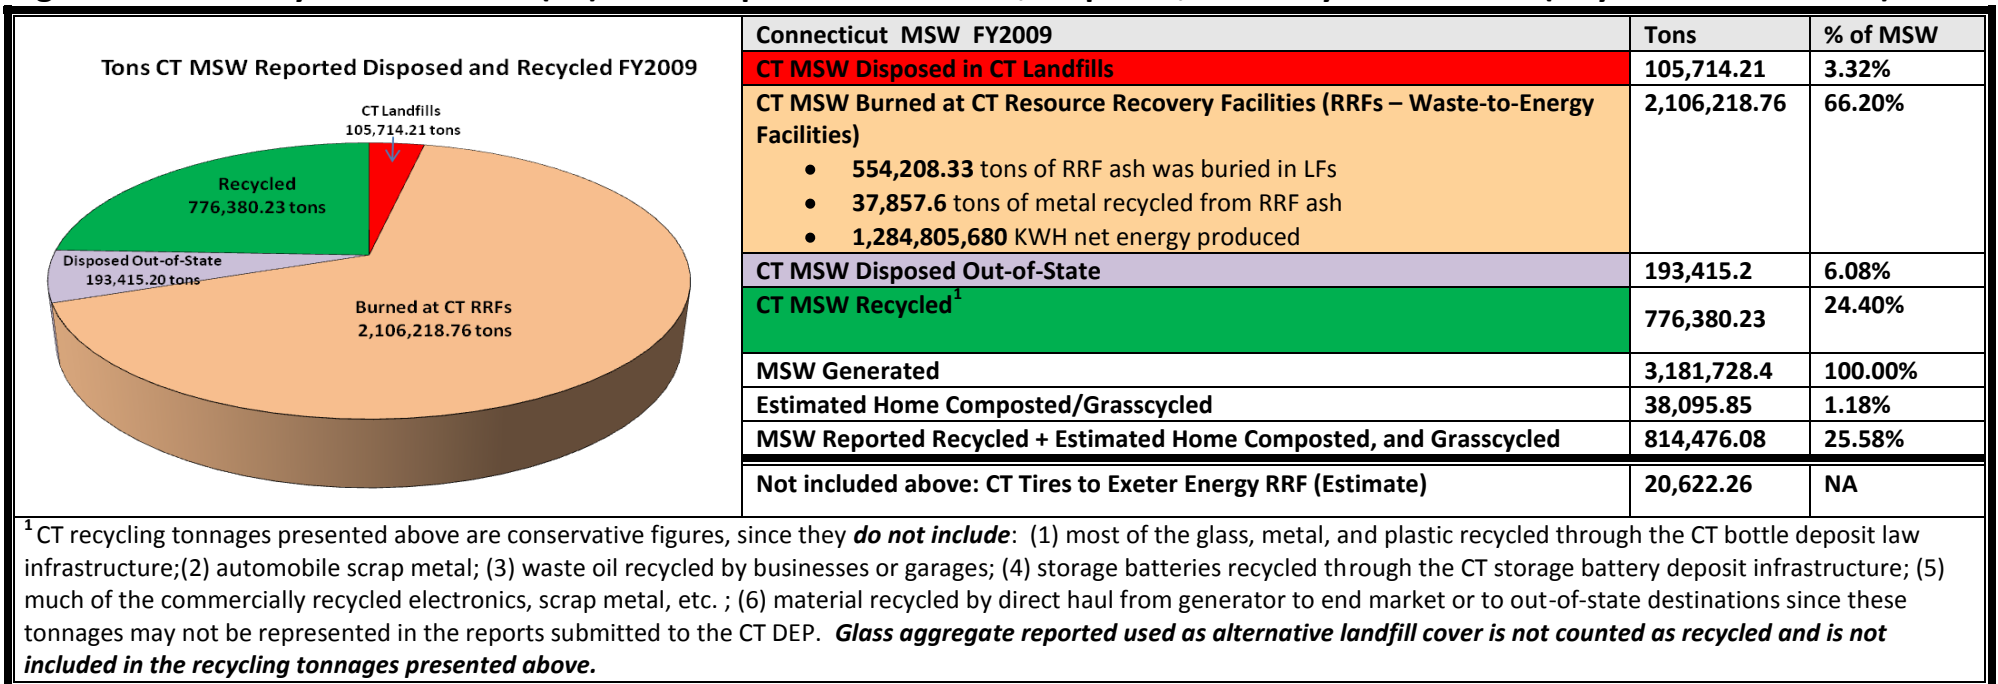 Tons CT MSW Reported Disposed and Recycled FY2009
CT Landfills
105,714.21 tons
Recycled
776,380.23 tons
Disposed Out-of-State
193,415.20 tons
Burned at CT RRFs
2,106,218.76 tons
Connecticut MSW FY2009 Tons % of MSW
CT MSW Disposed in CT Landfills 105,714.21 3.32%
CT MSW Burned at CT Resource Recovery Facilities (RRFs – Waste-to-Energy 2,106,218.76 66.20%
Facilities)
• 554,208.33 tons of RRF ash was buried in LFs
• 37,857.6 tons of metal recycled from RRF ash
• 1,284,805,680 KWH net energy produced
CT MSW Disposed Out-of-State 193,415.2 6.08%
CT MSW Recycled1 776,380.23 24.40%
MSW Generated 3,181,728.4 100.00%
Estimated Home Composted/Grasscycled 38,095.85 1.18%
MSW Reported Recycled + Estimated Home Composted, and Grasscycled 814,476.08 25.58%
Not included above: CT Tires to Exeter Energy RRF (Estimate) 20,622.26 NA
1 CT recycling tonnages presented above are conservative figures, since they do not include: (1) most of the glass, metal, and plastic recycled through the CT bottle deposit law
infrastructure;(2) automobile scrap metal; (3) waste oil recycled by businesses or garages; (4) storage batteries recycled through the CT storage battery deposit infrastructure; (5)
much of the commercially recycled electronics, scrap metal, etc. ; (6) material recycled by direct haul from generator to end market or to out-of-state destinations since these
tonnages may not be represented in the reports submitted to the CT DEP. Glass aggregate reported used as alternative landfill cover is not counted as recycled and is not
included in the recycling tonnages presented above.